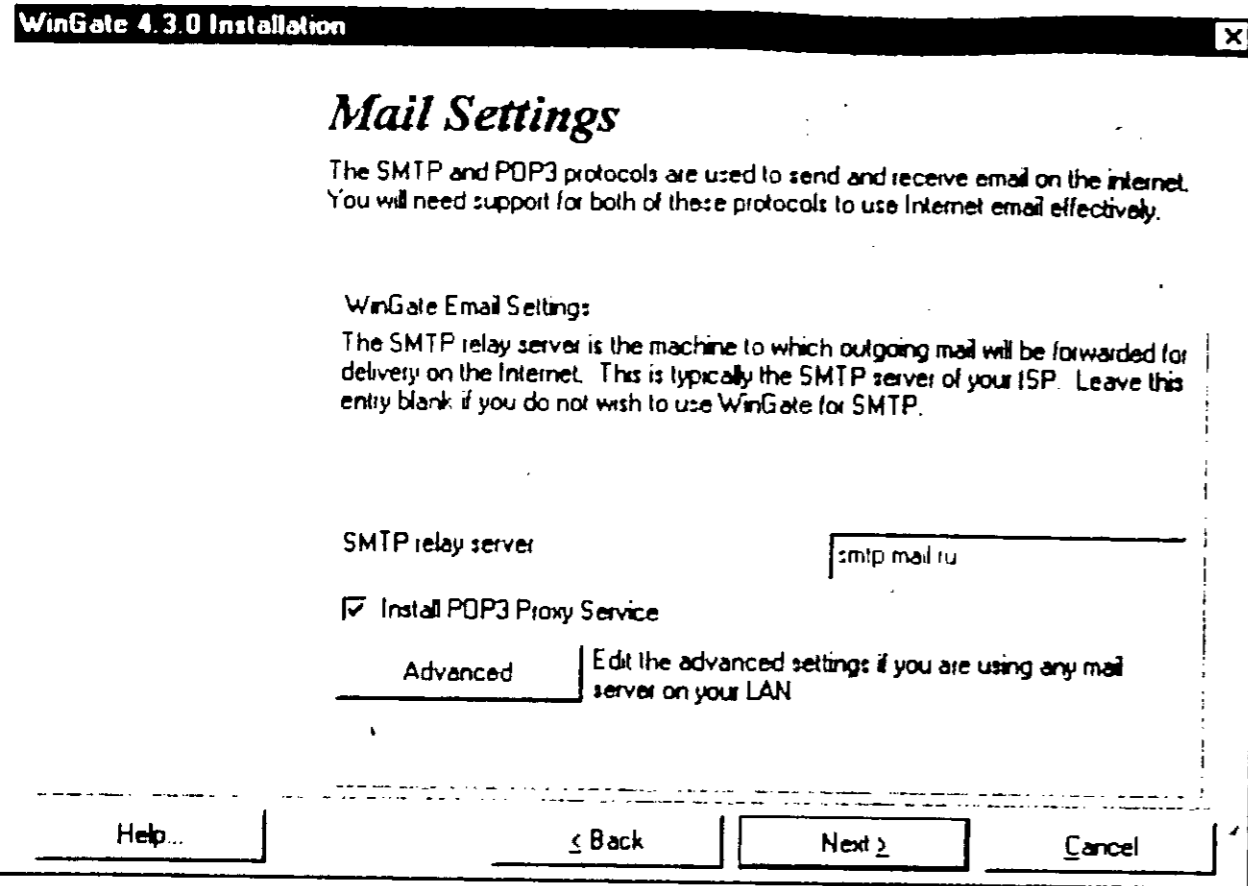 WinGate 4.3.0 Installation
Mail Settings
The SMTP and POP3 protocols are used to send and receive email on the internet.
You will need support for both of these protocols to use Internet email effectively.
WinGate Email Settings
The SMTP relay server is the machine to which outgoing mail will be forwarded for
delivery on the Internet. This is typically the SMTP server of your ISP. Leave this
entry blank if you do not wish to use WinGate for SMTP.
SMTP relay server
smtp mail ru
Install POP3 Proxy Service
Advanced
Edit the advanced settings if you are using any mail
server on your LAN
Help...
< Back
Next >
Cancel